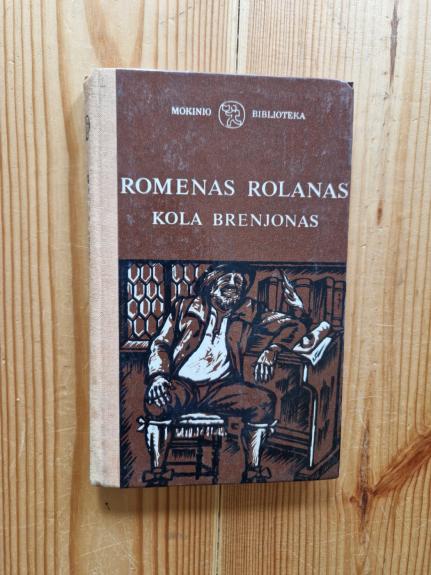 MOKINIO BIBLIOTEKA
ROMENAS ROLANAS
KOLA BRENJONAS